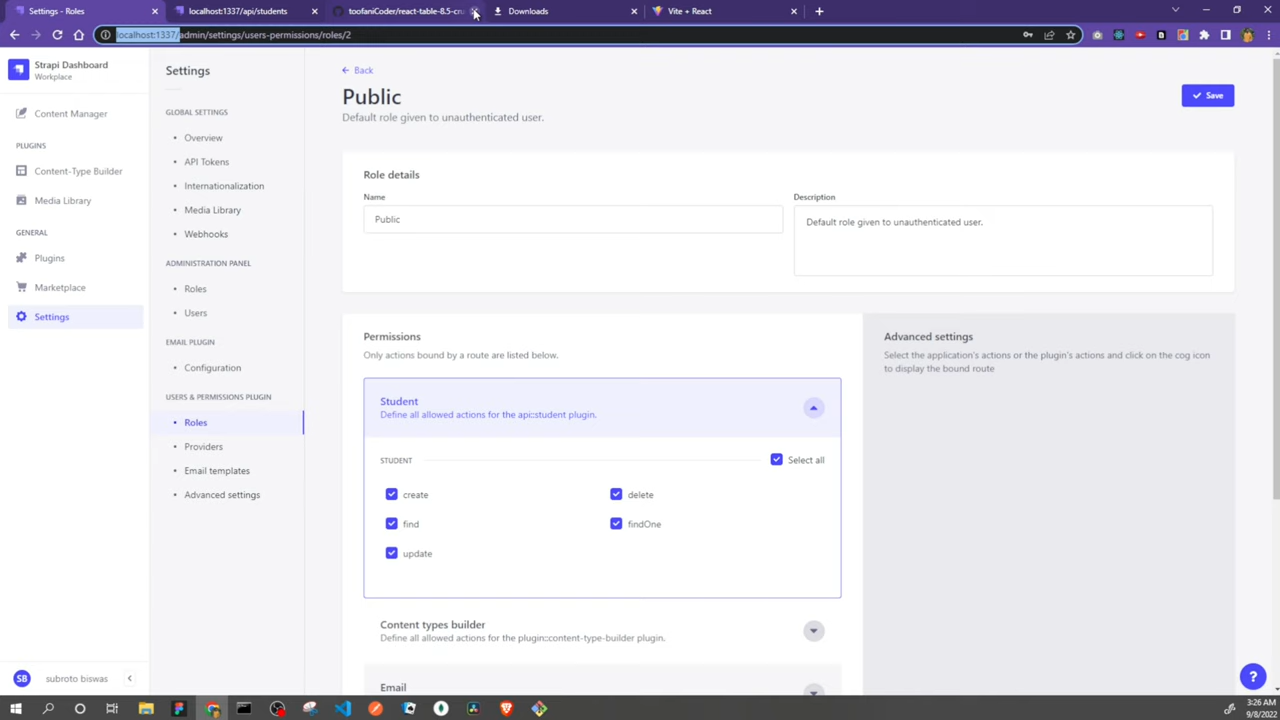 Settings - Roles
localhost:1337/api/students
toofaniCoder/react-table-8.5-cru
Downloads
Vite + React
localhost:1337/admin/settings/users-permissions/roles/2
Strapi Dashboard
Workplace
Content Manager
PLUGINS
Content-Type Builder
Media Library
GENERAL
Plugins
Marketplace
Settings
SB
subroto biswas
Settings
GLOBAL SETTINGS
Overview
API Tokens
Internationalization
Media Library
Webhooks
ADMINISTRATION PANEL
Roles
Users
EMAIL PLUGIN
Configuration
USERS & PERMISSIONS PLUGIN
Roles
Providers
Email templates
Advanced settings
Back
Public
Default role given to unauthenticated user.
Save
Role details
Name
Public
Description
Default role given to unauthenticated user.
Permissions
Only actions bound by a route are listed below.
Student
Define all allowed actions for the api::student plugin.
STUDENT
Select all
create
delete
find
findOne
update
Content types builder
Define all allowed actions for the plugin::content-type-builder plugin.
Email
Advanced settings
Select the application's actions or the plugin's actions and click on the cog icon
to display the bound route
?
3:26 AM
9/8/2022